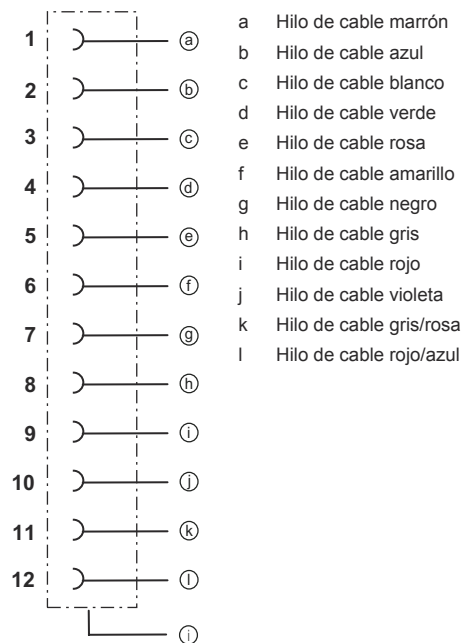 1 a
2 b
3 c
4 d
5 e
6 f
7 g
8 h
9 i
10 j
11 k
12 l
i
a Hilo de cable marrón
b Hilo de cable azul
c Hilo de cable blanco
d Hilo de cable verde
e Hilo de cable rosa
f Hilo de cable amarillo
g Hilo de cable negro
h Hilo de cable gris
i Hilo de cable rojo
j Hilo de cable violeta
k Hilo de cable gris/rosa
l Hilo de cable rojo/azul